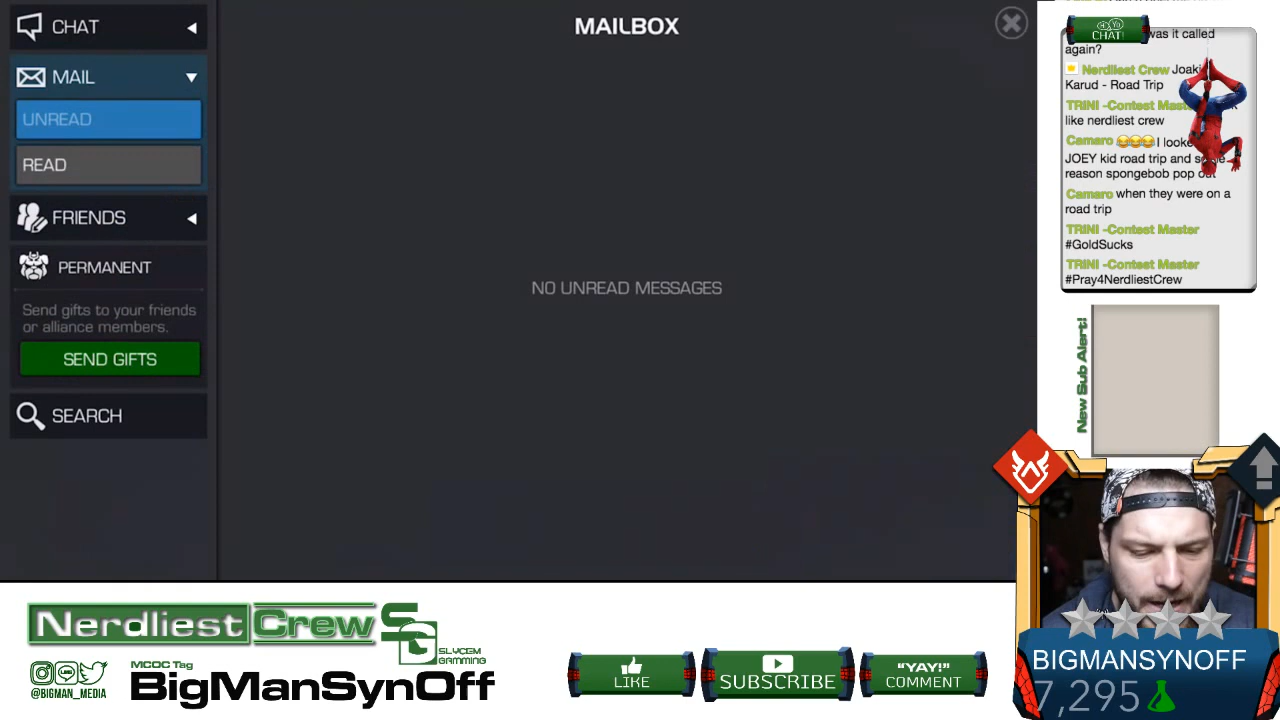 CHAT
MAIL
UNREAD
READ
FRIENDS
PERMANENT
Send gifts to your friends
or alliance members.
SEND GIFTS
SEARCH
MAILBOX
NO UNREAD MESSAGES
CHAT!
was it called
again?
Nerdliest Crew
Karud - Road Trip
TRINI -Contest
like nerdliest crew
Camaro 😂😂😂 I
JOEY kid road trip and
reason spongebob pop out
Camaro when they were on a
road trip
TRINI -Contest Master
#GoldSucks
TRINI -Contest Master
#Pray4NerdliestCrew
New Sub Alert!
Nerdliest Crew SG
SLYCEM
GAMMING
@BIGMAN_MEDIA
MCOC Tag
BigManSynOff
LIKE
SUBSCRIBE
"YAY!"
COMMENT
BIGMANSYNOFF
7,295